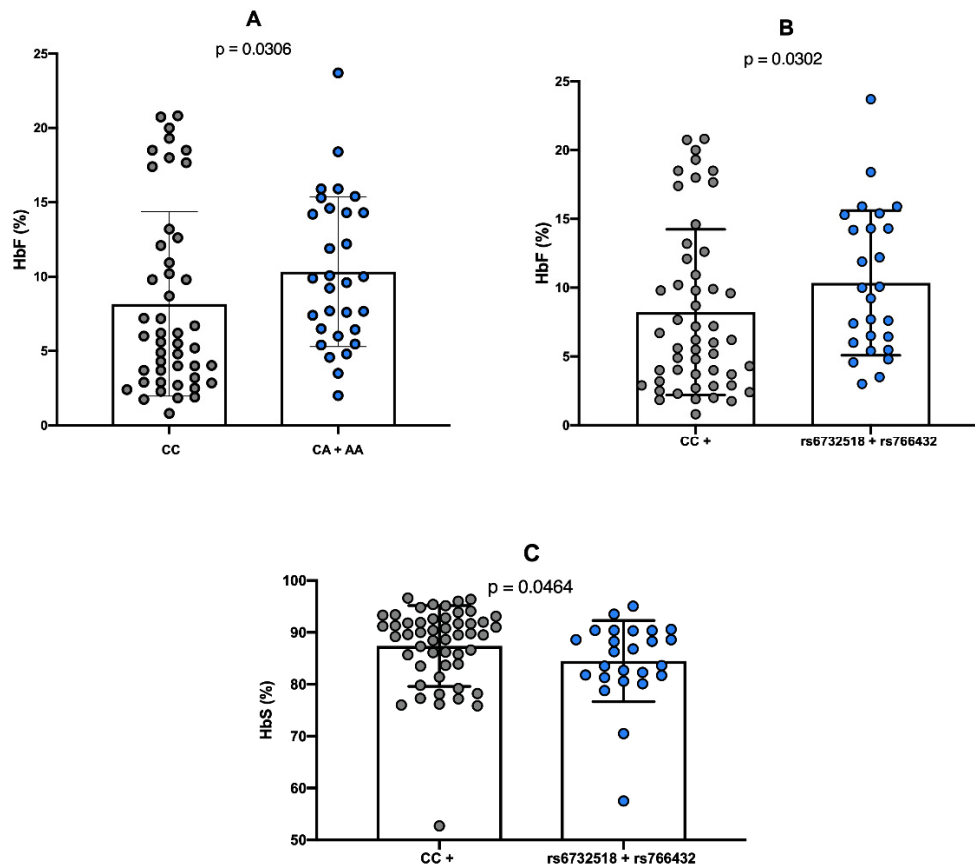 A
p = 0.0306
HbF (%)
25
20
15
10
5
0
CC
CA + AA
B
p = 0.0302
HbF (%)
25
20
15
10
5
0
CC +
rs6732518 + rs766432
C
p = 0.0464
HbS (%)
100
90
80
70
60
50
CC +
rs6732518 + rs766432